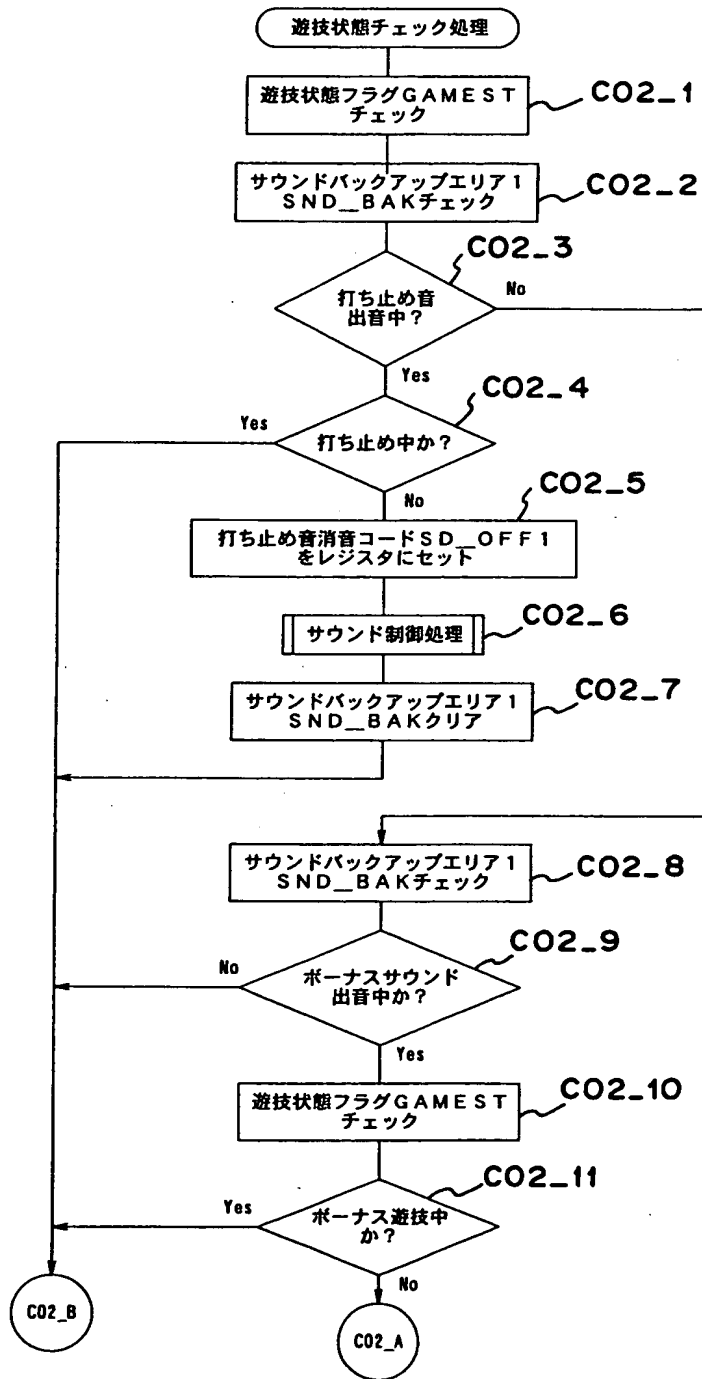 遊技状態チェック処理
遊技状態フラグGAMEST
チェック
CO2_1
サウンドバックアップエリア1
SND__BAKチェック
CO2_2
CO2_3
打ち止め音
出音中?
No
Yes
CO2_4
Yes
打ち止め中か?
No
CO2_5
打ち止め音消音コードSD__OFF1
をレジスタにセット
サウンド制御処理
CO2_6
サウンドバックアップエリア1
SND__BAKクリア
CO2_7
サウンドバックアップエリア1
SND__BAKチェック
CO2_8
CO2_9
No
ボーナスサウンド
出音中か?
Yes
遊技状態フラグGAMEST
チェック
CO2_10
CO2_11
Yes
ボーナス遊技中
か?
No
CO2_B
CO2_A